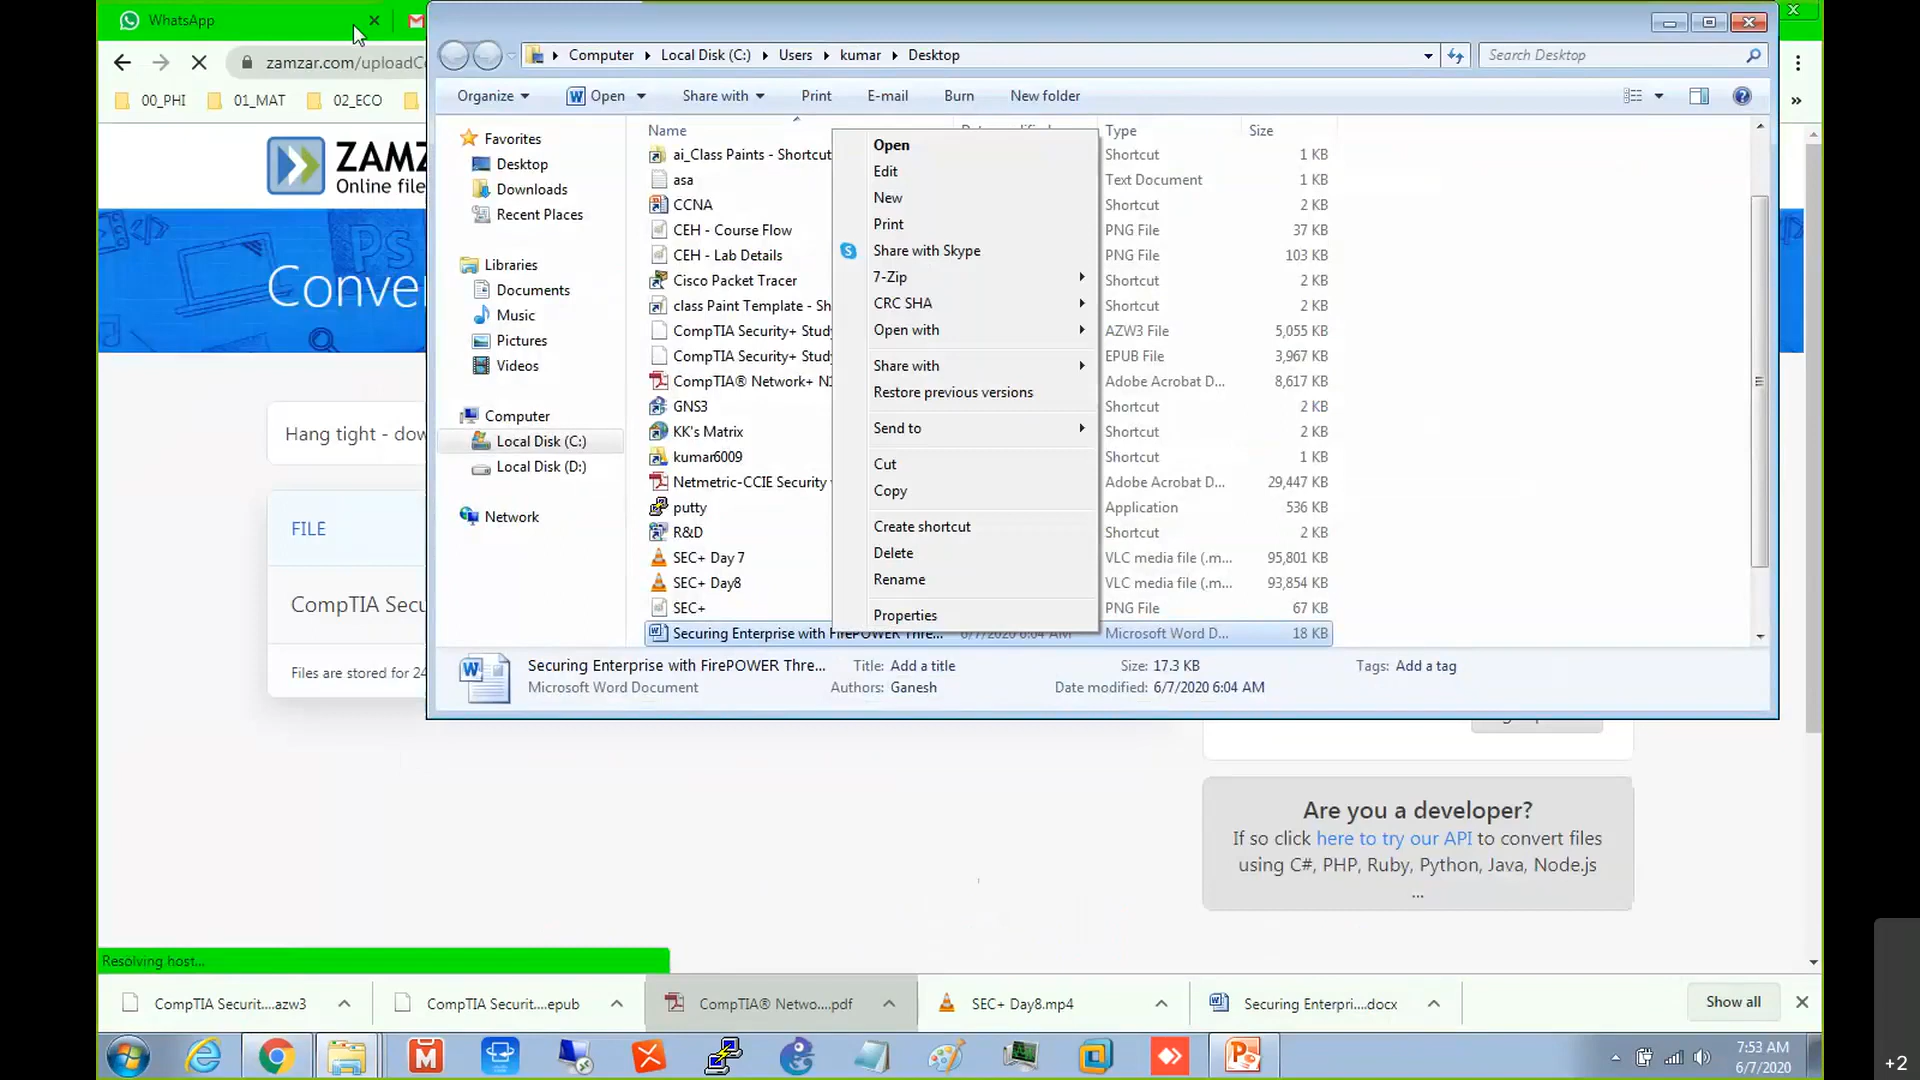 WhatsApp
zamzar.com/uploadC
00_PHI
01_MAT
02_ECO
Online file
Conve
Hang tight - dov
FILE
CompTIA Secu
Files are stored for 24
Computer
Local Disk (C:)
Users
kumar
Desktop
Search Desktop
Organize
Open
Share with
Print
E-mail
Burn
New folder
Favorites
Desktop
Downloads
Recent Places
Libraries
Documents
Music
Pictures
Videos
Computer
Local Disk (C:)
Local Disk (D:)
Network
Name
Type
Size
ai_Class Paints - Shortcut
Shortcut
1 KB
asa
Text Document
1 KB
CCNA
Shortcut
2 KB
CEH - Course Flow
PNG File
37 KB
CEH - Lab Details
PNG File
103 KB
Cisco Packet Tracer
Shortcut
2 KB
class Paint Template - Sh
Shortcut
2 KB
CompTIA Security+ Stud
AZW3 File
5,055 KB
CompTIA Security+ Stud
EPUB File
3,967 KB
CompTIA® Network+ N1
Adobe Acrobat D...
8,617 KB
GNS3
Shortcut
2 KB
KK's Matrix
Shortcut
2 KB
kumar6009
Shortcut
1 KB
Netmetric-CCIE Security
Adobe Acrobat D...
29,447 KB
putty
Application
536 KB
R&D
Shortcut
2 KB
SEC+ Day 7
VLC media file (.m...
95,801 KB
SEC+ Day8
VLC media file (.m...
93,854 KB
SEC+
PNG File
67 KB
Securing Enterprise with FirePOWER Thre...
6/7/2020 6:04 AM
Microsoft Word D...
18 KB
Open
Edit
New
Print
Share with Skype
7-Zip
CRC SHA
Open with
Share with
Restore previous versions
Send to
Cut
Copy
Create shortcut
Delete
Rename
Properties
Securing Enterprise with FirePOWER Thre...
Title: Add a title
Size: 17.3 KB
Tags: Add a tag
Microsoft Word Document
Authors: Ganesh
Date modified: 6/7/2020 6:04 AM
Are you a developer?
If so click here to try our API to convert files
using C#, PHP, Ruby, Python, Java, Node.js
...
Resolving host...
CompTIA Securit....azw3
CompTIA Securit....epub
CompTIA® Netwo....pdf
SEC+ Day8.mp4
Securing Enterpri....docx
Show all
7:53 AM
6/7/2020
+2